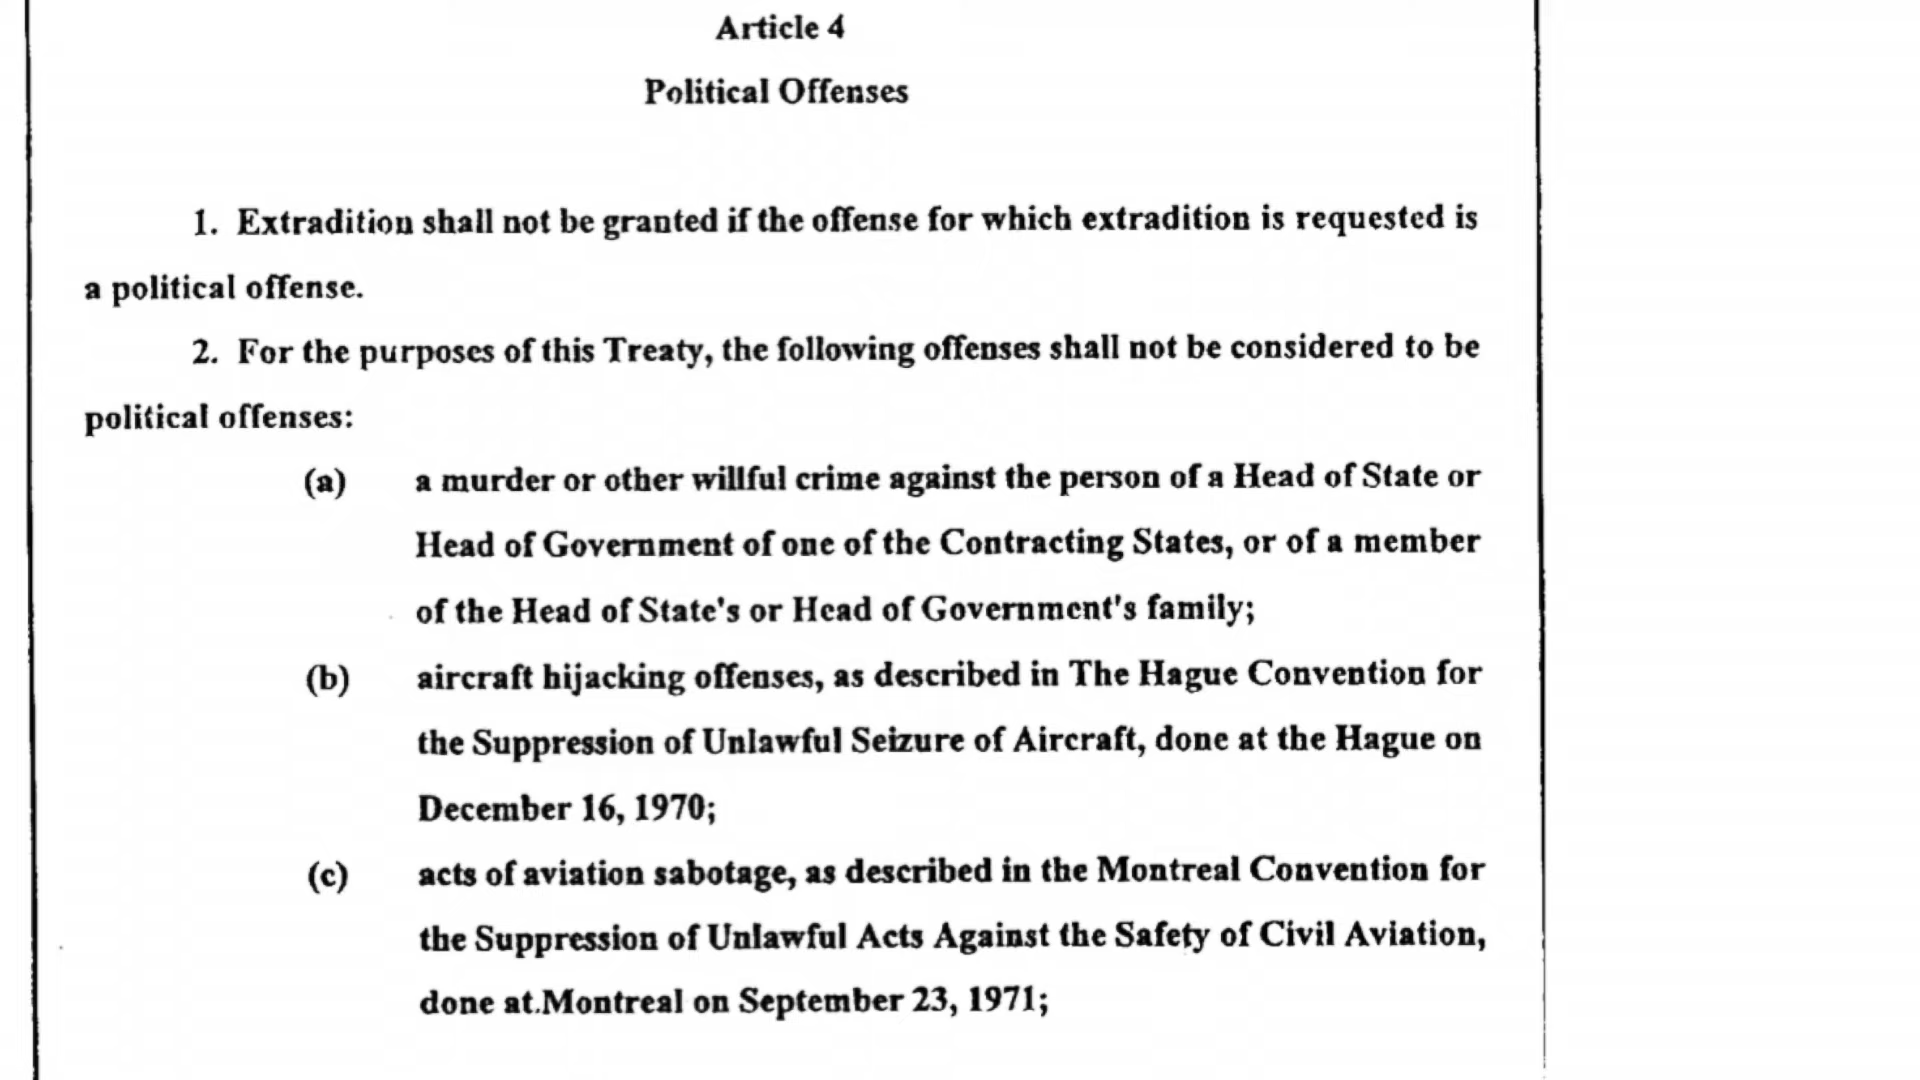 Article 4
Political Offenses
1. Extradition shall not be granted if the offense for which extradition is requested is
a political offense.
2. For the purposes of this Treaty, the following offenses shall not be considered to be
political offenses:
(a) a murder or other willful crime against the person of a Head of State or
Head of Government of one of the Contracting States, or of a member
of the Head of State's or Head of Government's family;
(b) aircraft hijacking offenses, as described in The Hague Convention for
the Suppression of Unlawful Seizure of Aircraft, done at the Hague on
December 16, 1970;
(c) acts of aviation sabotage, as described in the Montreal Convention for
the Suppression of Unlawful Acts Against the Safety of Civil Aviation,
done at Montreal on September 23, 1971;